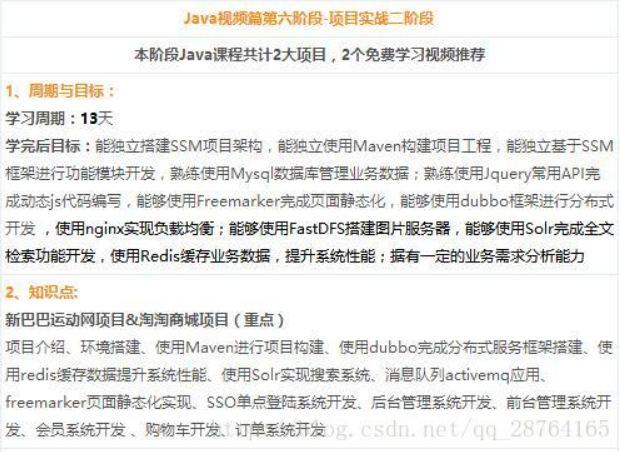 Java视频篇第六阶段-项目实战二阶段
本阶段Java课程共计2大项目，2个免费学习视频推荐
1、周期与目标：
学习周期：13天
学完后目标：能独立搭建SSM项目架构，能独立使用Maven构建项目工程，能独立基于SSM
框架进行功能模块开发，熟练使用Mysql数据库管理业务数据；熟练使用Jquery常用API完
成动态js代码编写，能够使用Freemarker完成页面静态化，能够使用dubbo框架进行分布式
开发 ，使用nginx实现负载均衡；能够使用FastDFS搭建图片服务器，能够使用Solr完成全文
检索功能开发，使用Redis缓存业务数据，提升系统性能；据有一定的业务需求分析能力
2、知识点:
新巴巴运动网项目&淘淘商城项目（重点）
项目介绍、环境搭建、使用Maven进行项目构建、使用dubbo完成分布式服务框架搭建、使
用redis缓存数据提升系统性能、使用Solr实现搜索系统、消息队列activemq应用、
freemarker页面静态化实现、SSO单点登陆系统开发、后台管理系统开发、前台管理系统开
发、会员系统开发 、购物车开发、订单系统开发
http://blog.csdn.net/qq_28764165